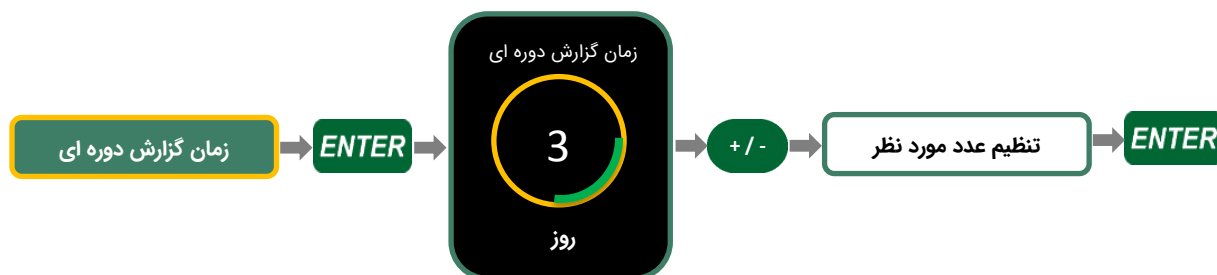 زمان گزارش دوره ای
ENTER
زمان گزارش دوره ای
3
روز
+ / -
تنظیم عدد مورد نظر
ENTER